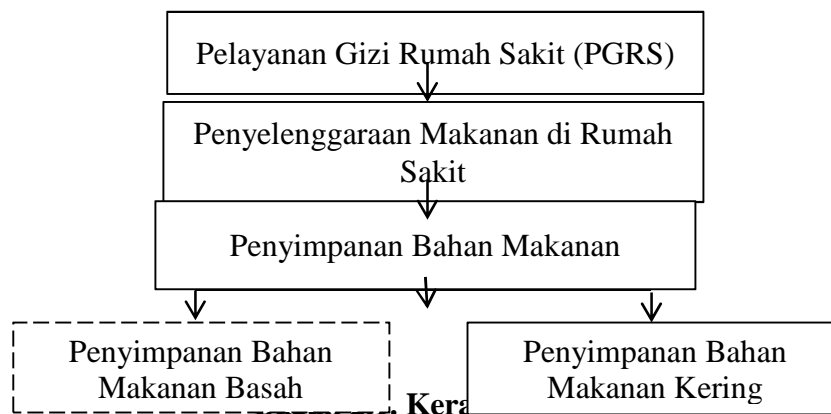 Pelayanan Gizi Rumah Sakit (PGRS)
Penyelenggaraan Makanan di Rumah
Sakit
Penyimpanan Bahan Makanan
Penyimpanan Bahan
Makanan Basah
Penyimpanan Bahan
Makanan Kering
. Kera